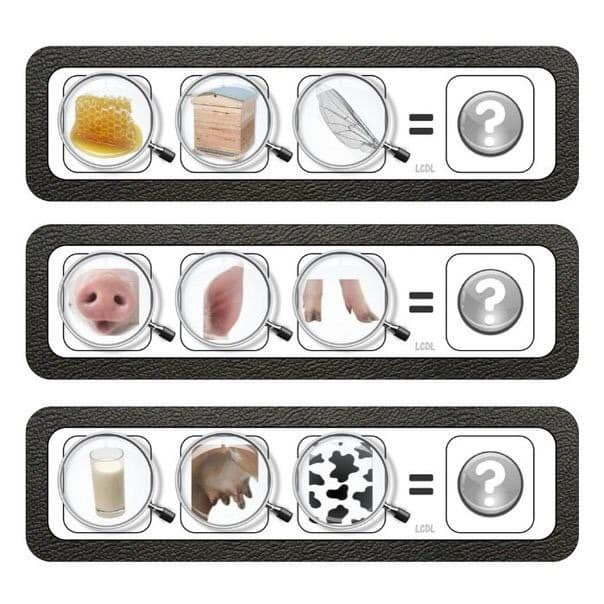 = ?
LCDL
= ?
LCDL
= ?
LCDL